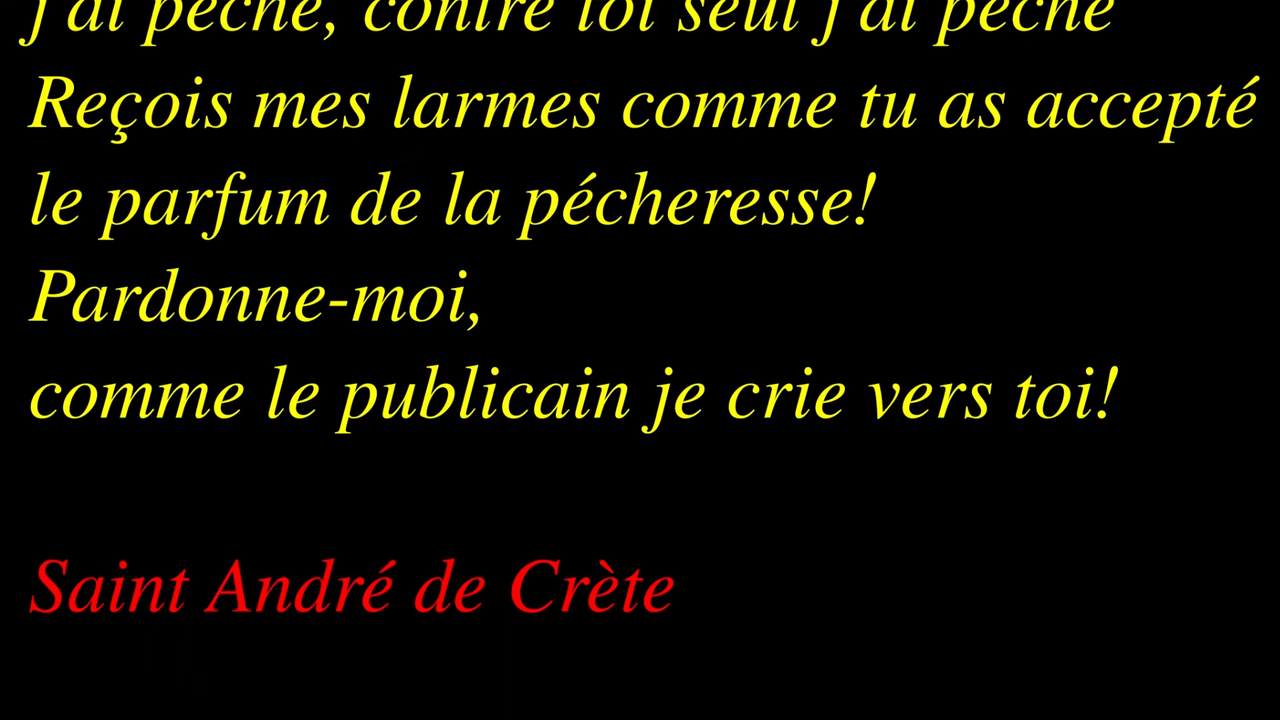 j'ai péché, contre toi seul j'ai péché
Reçois mes larmes comme tu as accepté
le parfum de la pécheresse!
Pardonne-moi,
comme le publicain je crie vers toi!
Saint André de Crète